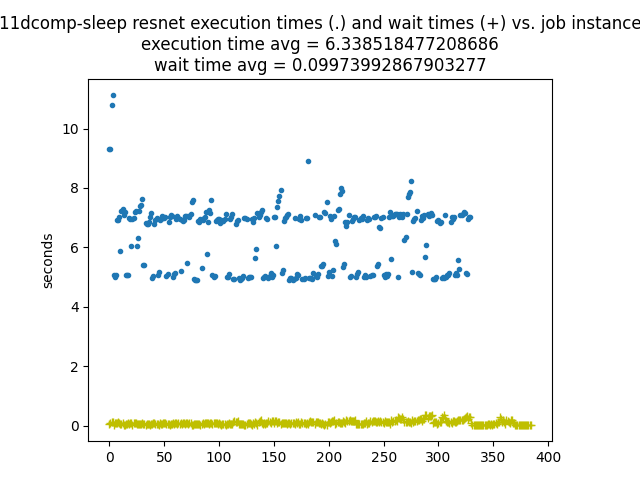 11dcomp-sleep resnet execution times (.) and wait times (+) vs. job instance
execution time avg = 6.338518477208686
wait time avg = 0.09973992867903277
seconds
10
8
6
4
2
0
0 50 100 150 200 250 300 350 400